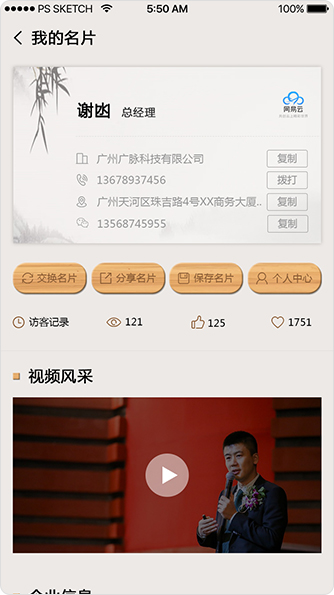 PS SKETCH 5:50 AM 100%
我的名片
谢卤 总经理
网易云
广州广脉科技有限公司 复制
13678937456 拨打
广州天河区珠吉路4号XX商务大厦.. 复制
13568745955 复制
交换名片 分享名片 保存名片 个人中心
访客记录 121 125 1751
视频风采
企业信息